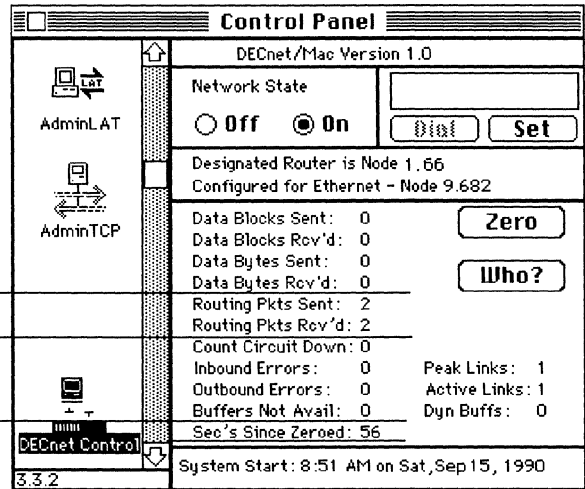 Control Panel
DECnet/Mac Version 1.0
LAT
AdminLAT
AdminTCP
DECnet Control
3.3.2
Network State
Off On
Dial Set
Designated Router is Node 1.66
Configured for Ethernet - Node 9.682
Data Blocks Sent: 0
Data Blocks Rcv'd: 0
Data Bytes Sent: 0
Data Bytes Rcv'd: 0
Routing Pkts Sent: 2
Routing Pkts Rcv'd: 2
Count Circuit Down: 0
Inbound Errors: 0
Outbound Errors: 0
Buffers Not Avail: 0
Sec's Since Zeroed: 56
Zero
Who?
Peak Links: 1
Active Links: 1
Dyn Buffs: 0
System Start: 8:51 AM on Sat,Sep 15, 1990